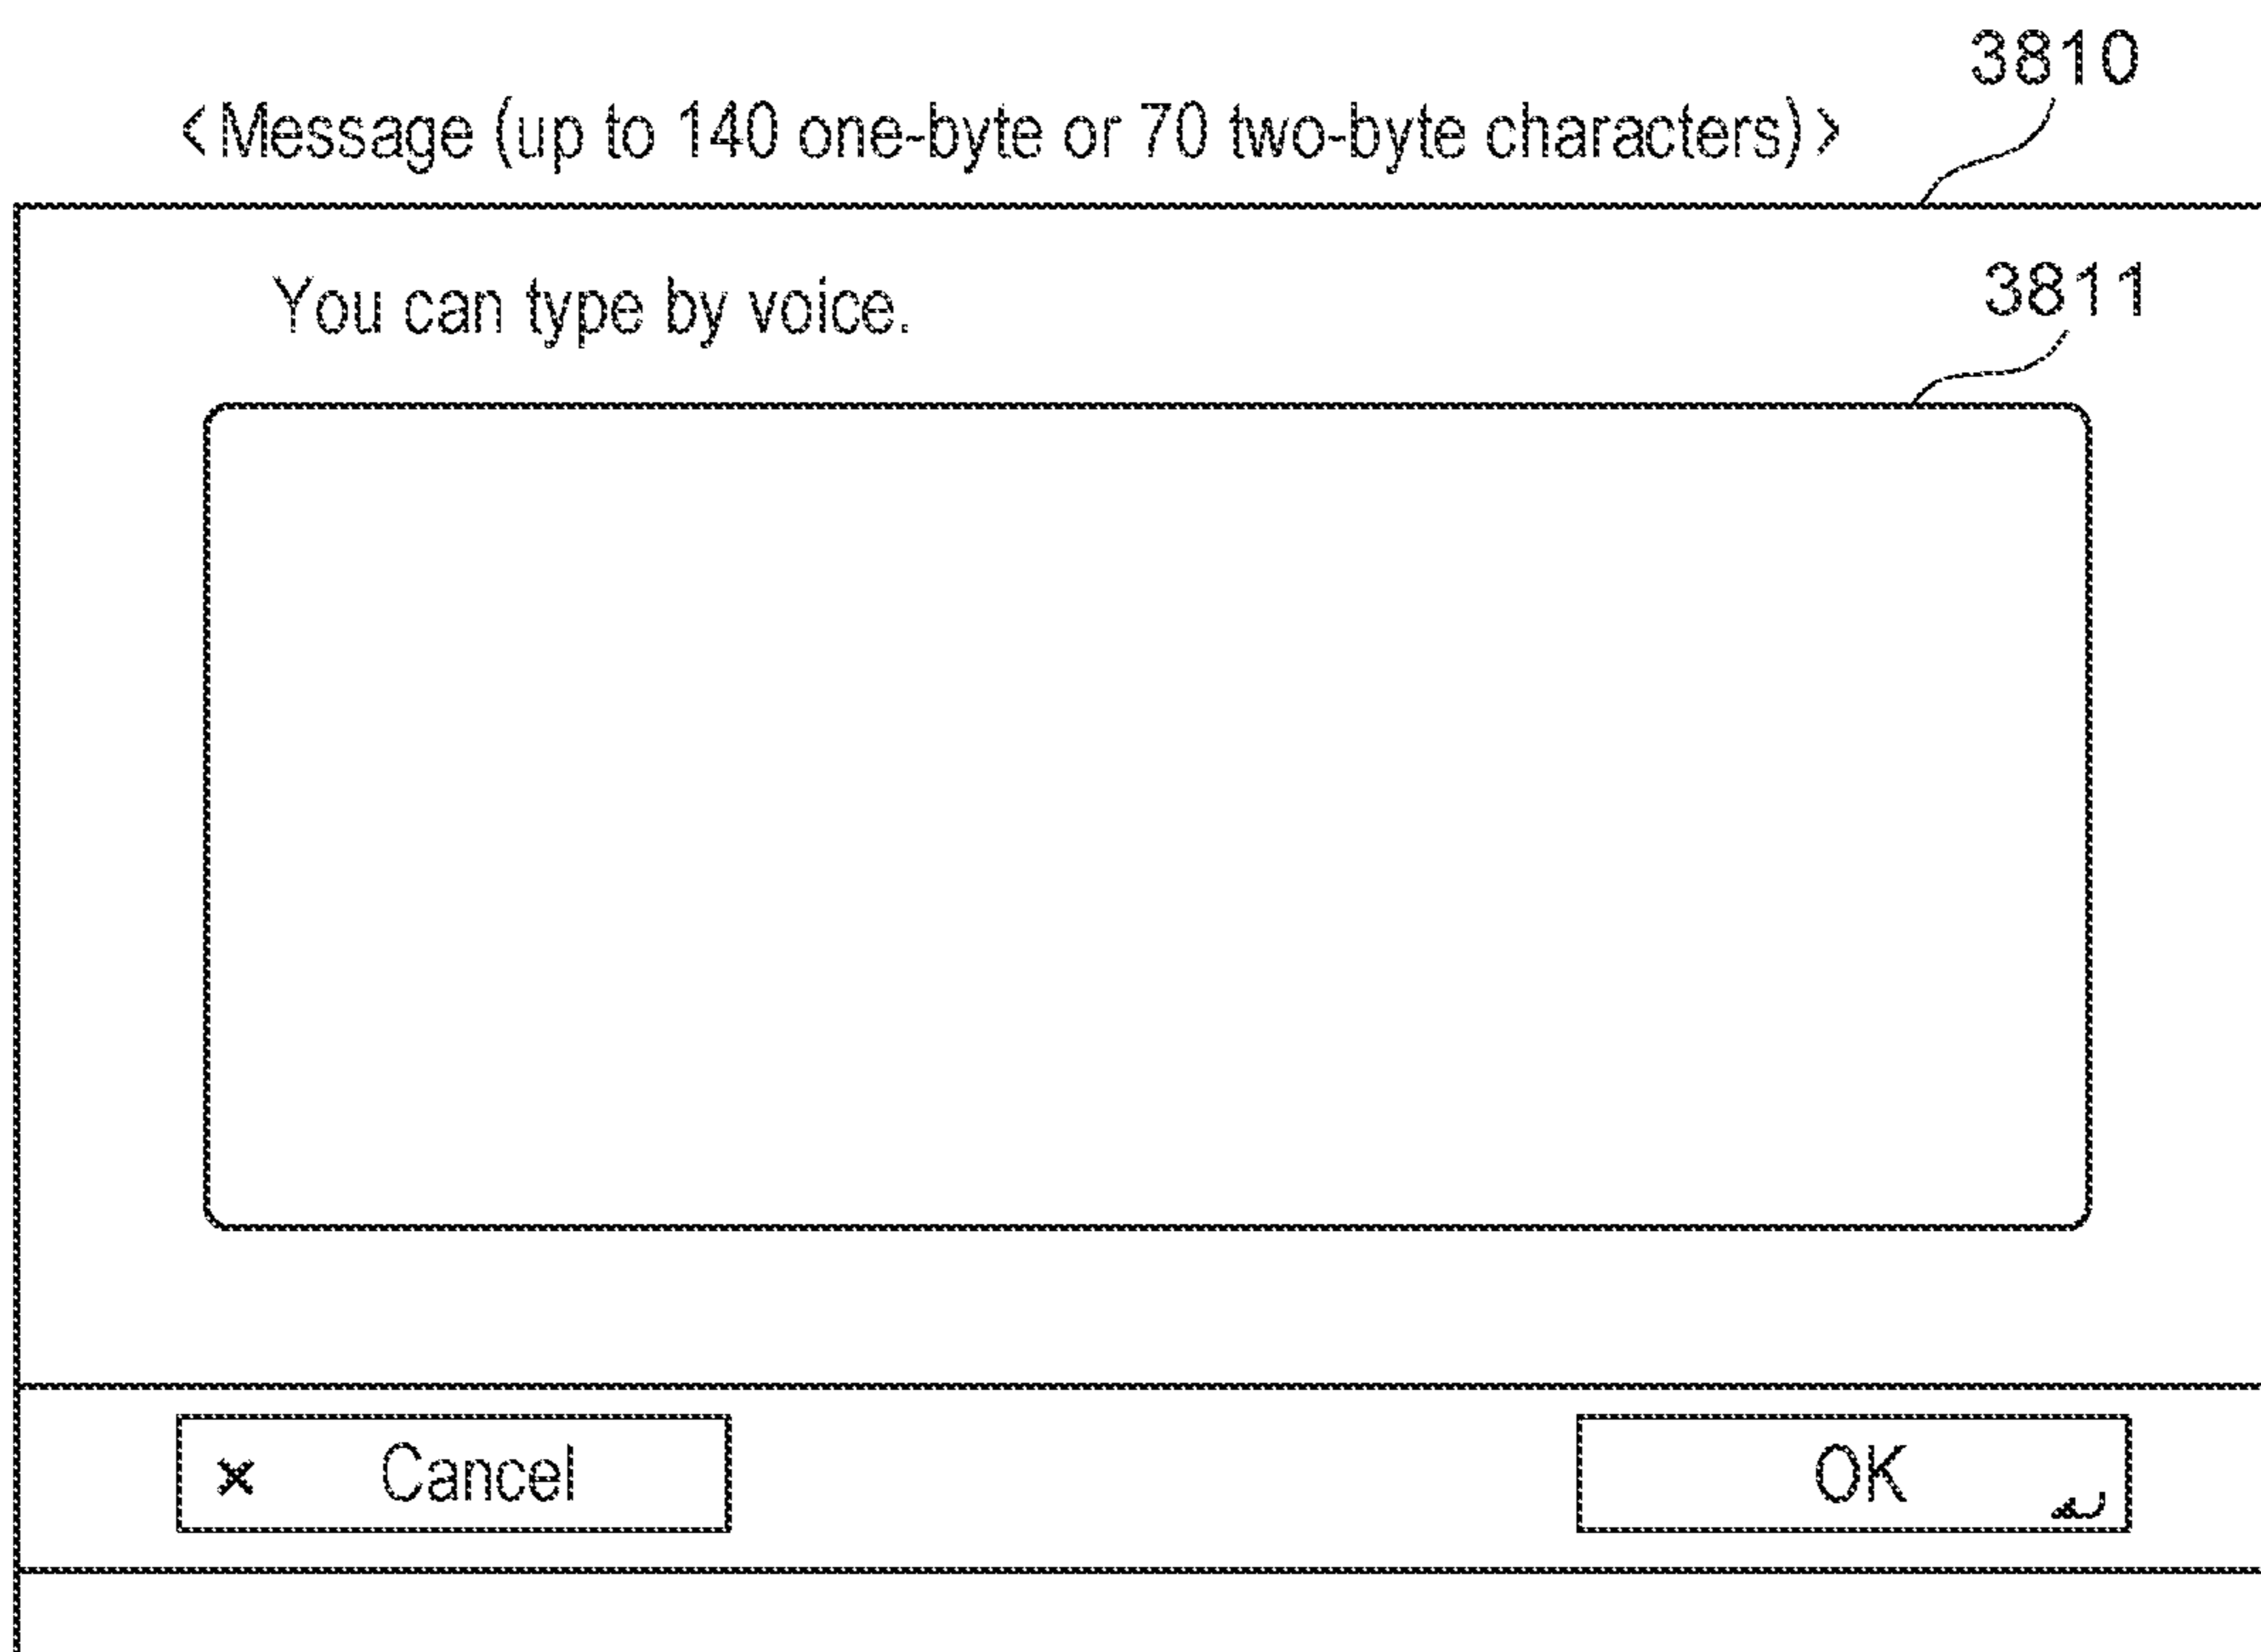 3810
<Message (up to 140 one-byte or 70 two-byte characters)>
You can type by voice.
3811
× Cancel
OK